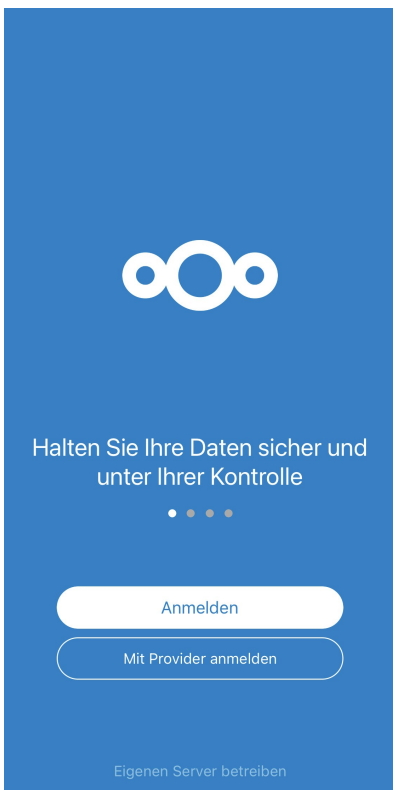 Halten Sie Ihre Daten sicher und
unter Ihrer Kontrolle
Anmelden
Mit Provider anmelden
Eigenen Server betreiben